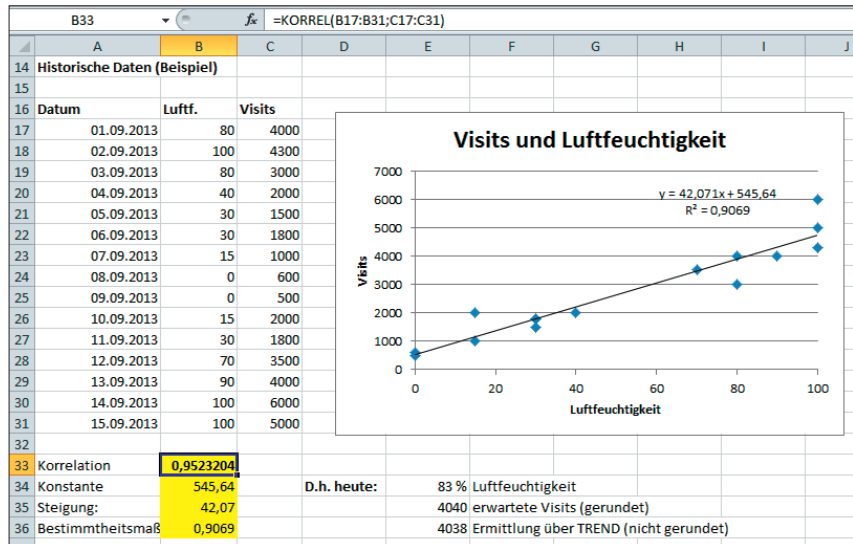 B33 fx =KORREL(B17:B31;C17:C31)
A B C D E F G H I J
14 Historische Daten (Beispiel)
15
16 Datum Luftf. Visits
17 01.09.2013 80 4000
18 02.09.2013 100 4300
19 03.09.2013 80 3000
20 04.09.2013 40 2000
21 05.09.2013 30 1500
22 06.09.2013 30 1800
23 07.09.2013 15 1000
24 08.09.2013 0 600
25 09.09.2013 0 500
26 10.09.2013 15 2000
27 11.09.2013 30 1800
28 12.09.2013 70 3500
29 13.09.2013 90 4000
30 14.09.2013 100 6000
31 15.09.2013 100 5000
32
Visits und Luftfeuchtigkeit
7000
6000
5000
4000
3000
2000
1000
0
Visits
y = 42,071x + 545,64
R² = 0,9069
0 20 40 60 80 100
Luftfeuchtigkeit
33 Korrelation 0,9523204
34 Konstante 545,64 D.h. heute: 83 % Luftfeuchtigkeit
35 Steigung: 42,07 4040 erwartete Visits (gerundet)
36 Bestimmtheitsmaß 0,9069 4038 Ermittlung über TREND (nicht gerundet)